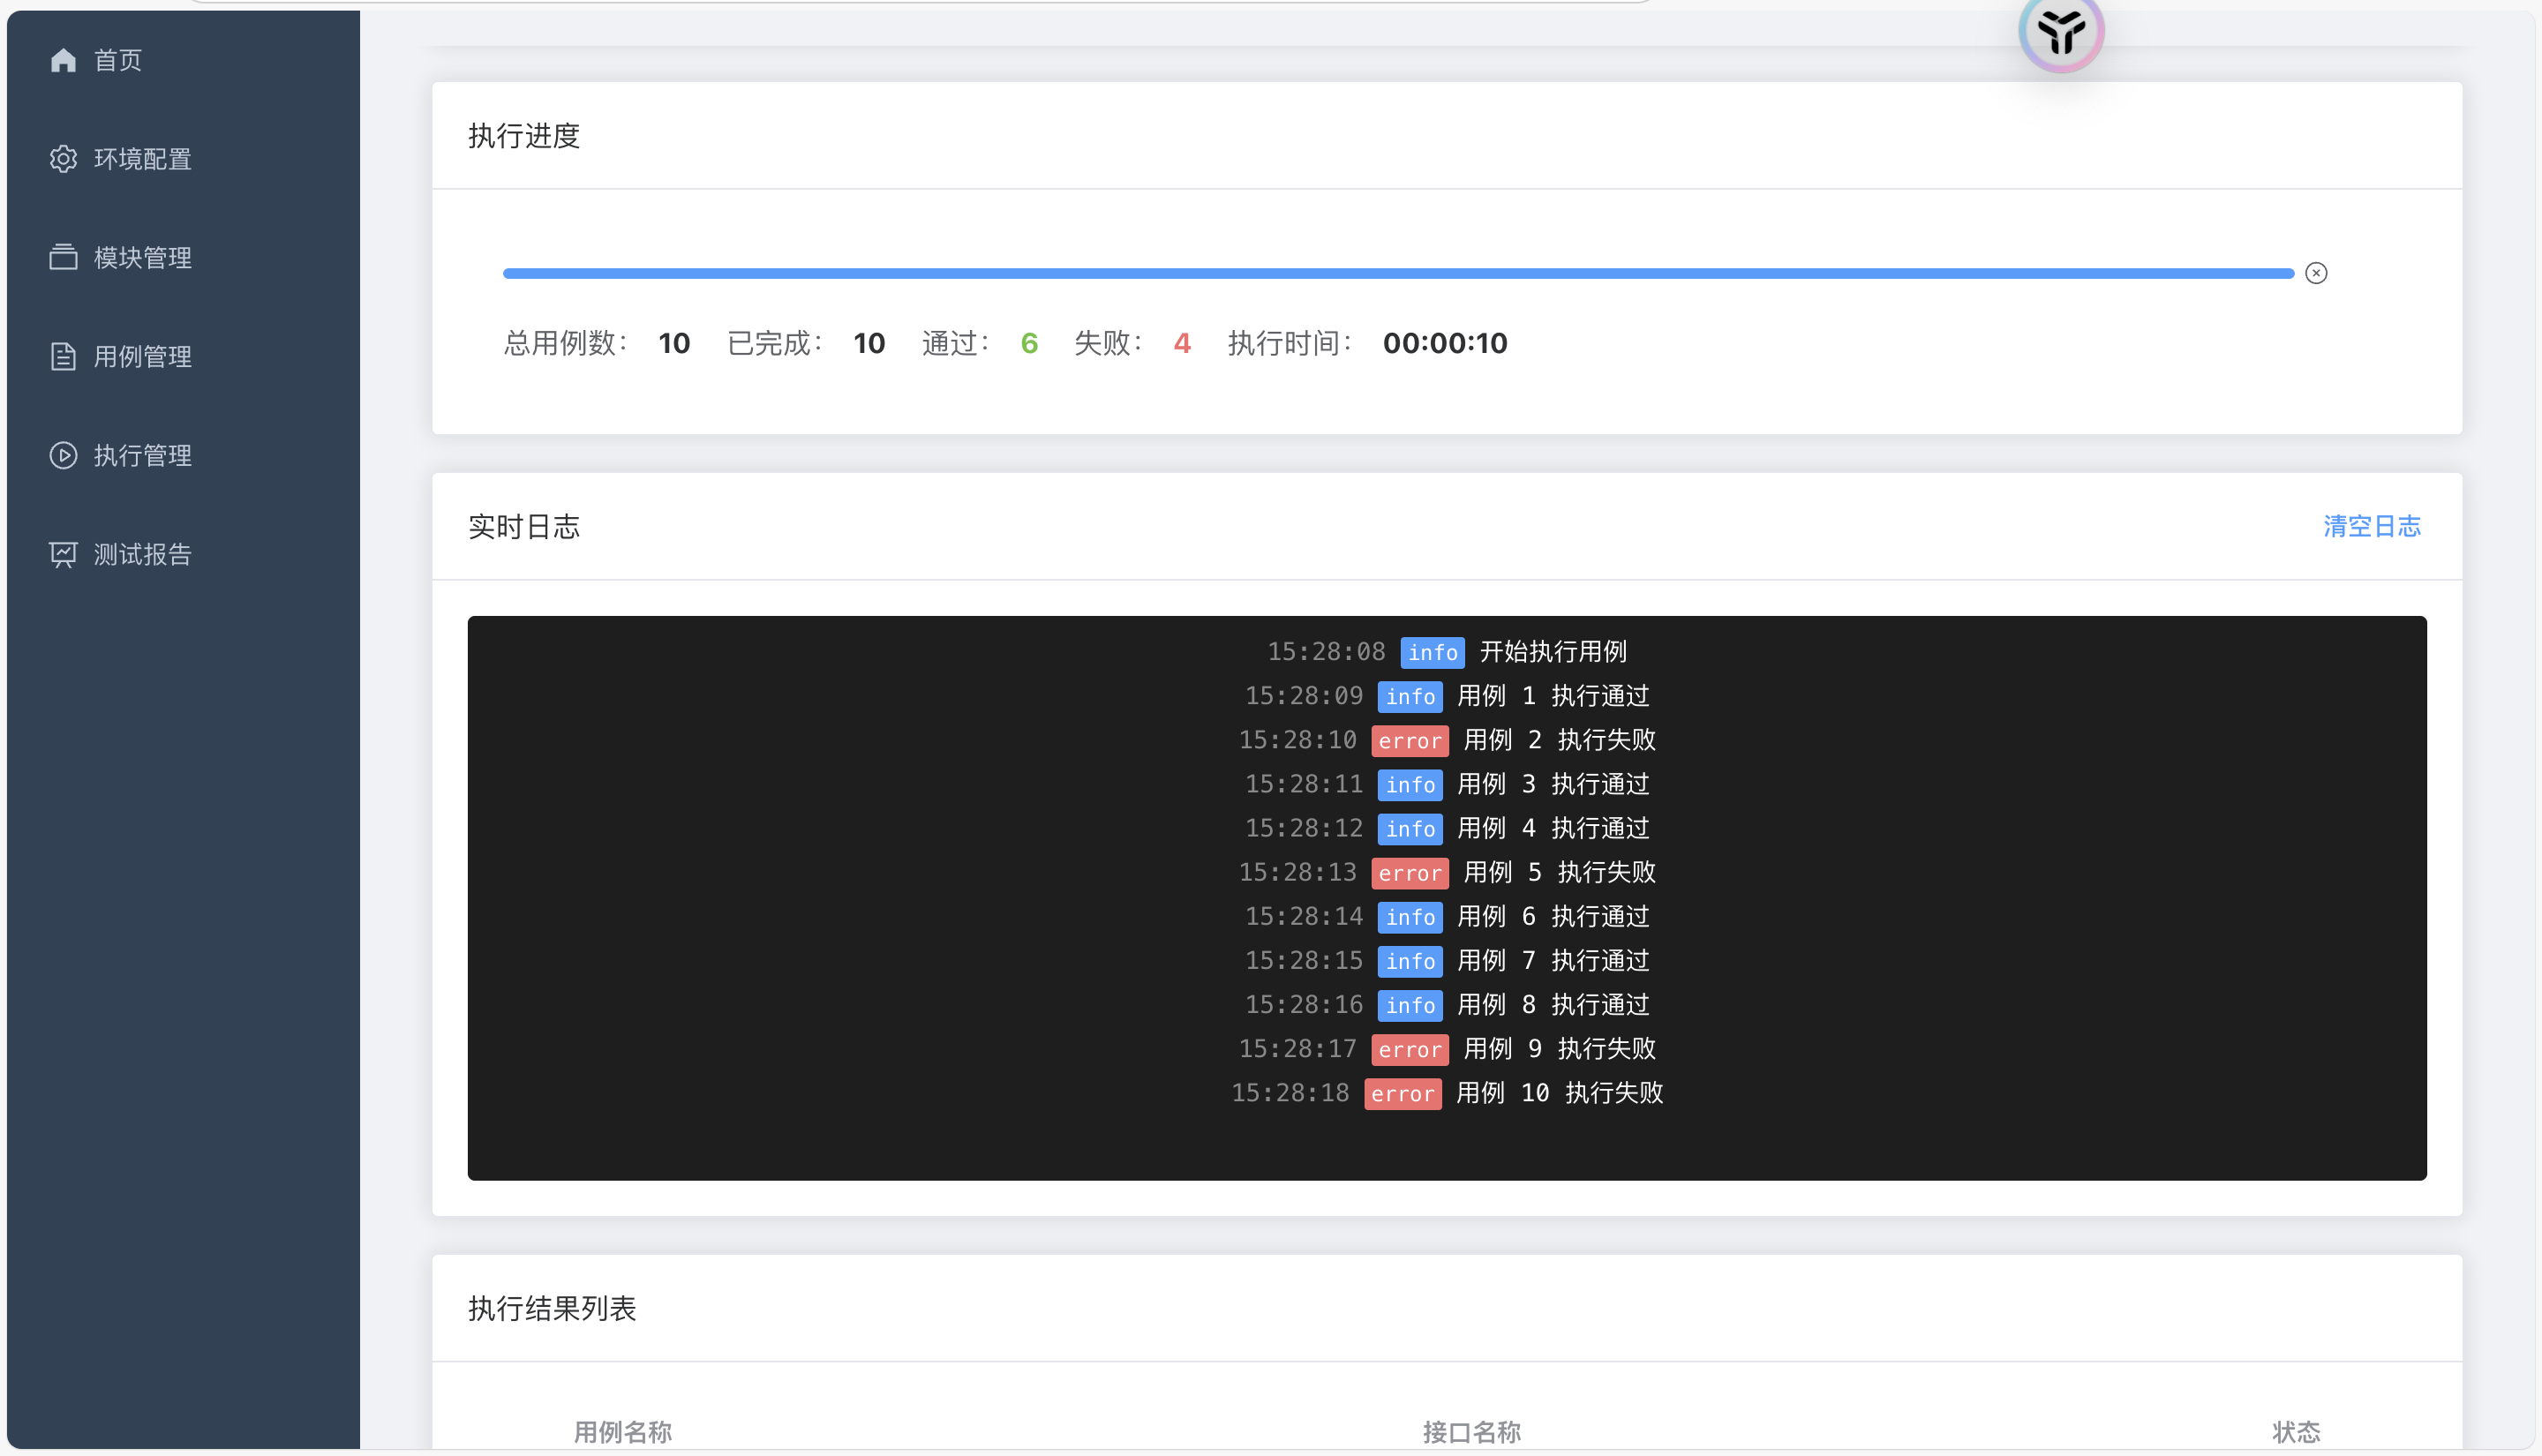 首页
环境配置
模块管理
用例管理
执行管理
测试报告
执行进度
总用例数： 10 已完成： 10 通过： 6 失败： 4 执行时间： 00:00:10
实时日志
清空日志
15:28:08 info 开始执行用例
15:28:09 info 用例 1 执行通过
15:28:10 error 用例 2 执行失败
15:28:11 info 用例 3 执行通过
15:28:12 info 用例 4 执行通过
15:28:13 error 用例 5 执行失败
15:28:14 info 用例 6 执行通过
15:28:15 info 用例 7 执行通过
15:28:16 info 用例 8 执行通过
15:28:17 error 用例 9 执行失败
15:28:18 error 用例 10 执行失败
执行结果列表
用例名称 接口名称 状态